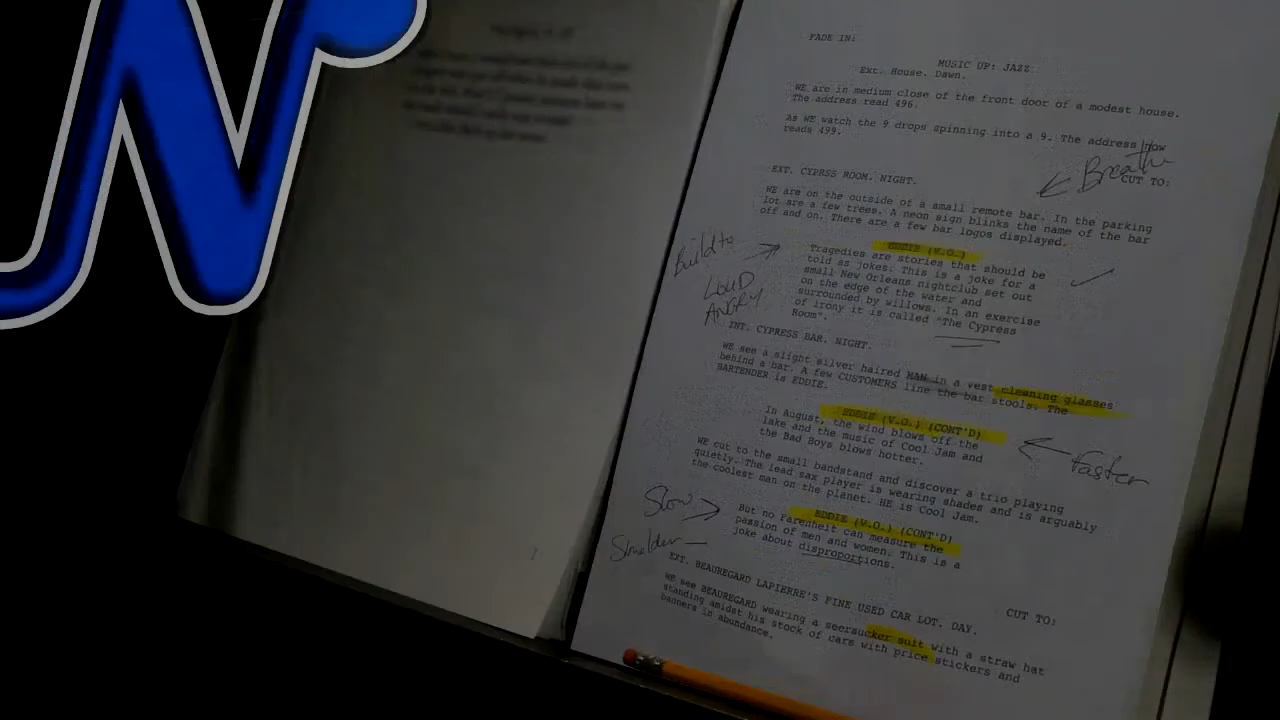 N
FADE IN:
MUSIC UP: JAZZ
Ext. House. Dawn.
WE are in medium close of the front door of a modest house.
The address read 496.
As WE watch the 9 drops spinning into a 9. The address now
reads 499.
Breathe
CUT TO:
EXT. CYPRSS ROOM. NIGHT.
WE are on the outside of a small remote bar. In the parking
lot are a few trees. A neon sign blinks the name of the bar
off and on. There are a few bar logos displayed.
Build to
LOUD
ANGRY
EDDIE (V.O.)
Tragedies are stories that should be
told as jokes. This is a joke for a
small New Orleans nightclub set out
on the edge of the water and
surrounded by willows. In an exercise
of irony it is called "The Cypress
Room".
INT. CYPRESS BAR. NIGHT.
WE see a slight silver haired MAN in a vest cleaning glasses
behind a bar. A few CUSTOMERS line the bar stools. The
BARTENDER is EDDIE.
EDDIE (V.O.) (CONT'D)
In August, the wind blows off the
lake and the music of Cool Jam and
the Bad Boys blows hotter.
Faster
WE cut to the small bandstand and discover a trio playing
quietly. The lead sax player is wearing shades and is arguably
the coolest man on the planet. HE is Cool Jam.
Slow
EDDIE (V.O.) (CONT'D)
But no Farenheit can measure the
passion of men and women. This is a
joke about disproportions.
CUT TO:
EXT. BEAUREGARD LAPIERRE'S FINE USED CAR LOT. DAY.
WE see BEAUREGARD wearing a seersucker suit with a straw hat
standing amidst his stock of cars with price stickers and
banners in abundance.